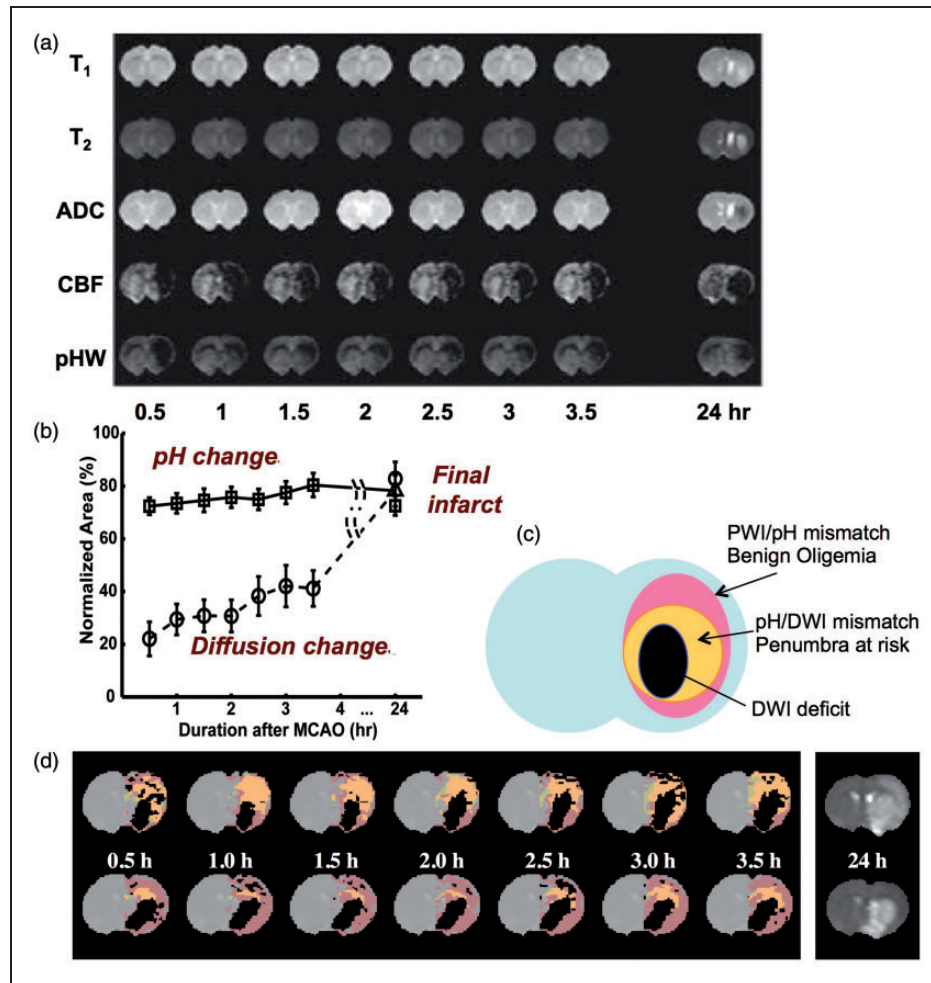 (a)
T1
T2
ADC
CBF
pHW
0.5 1 1.5 2 2.5 3 3.5 24 hr
(b)
100
80
60
40
20
0
Normalized Area (%)
pH change.
Final
infarct
Diffusion change.
1 2 3 4 ... 24
Duration after MCAO (hr)
(c)
PWI/pH mismatch
Benign Oligemia
pH/DWI mismatch
Penumbra at risk
DWI deficit
(d)
0.5 h 1.0 h 1.5 h 2.0 h 2.5 h 3.0 h 3.5 h 24 h